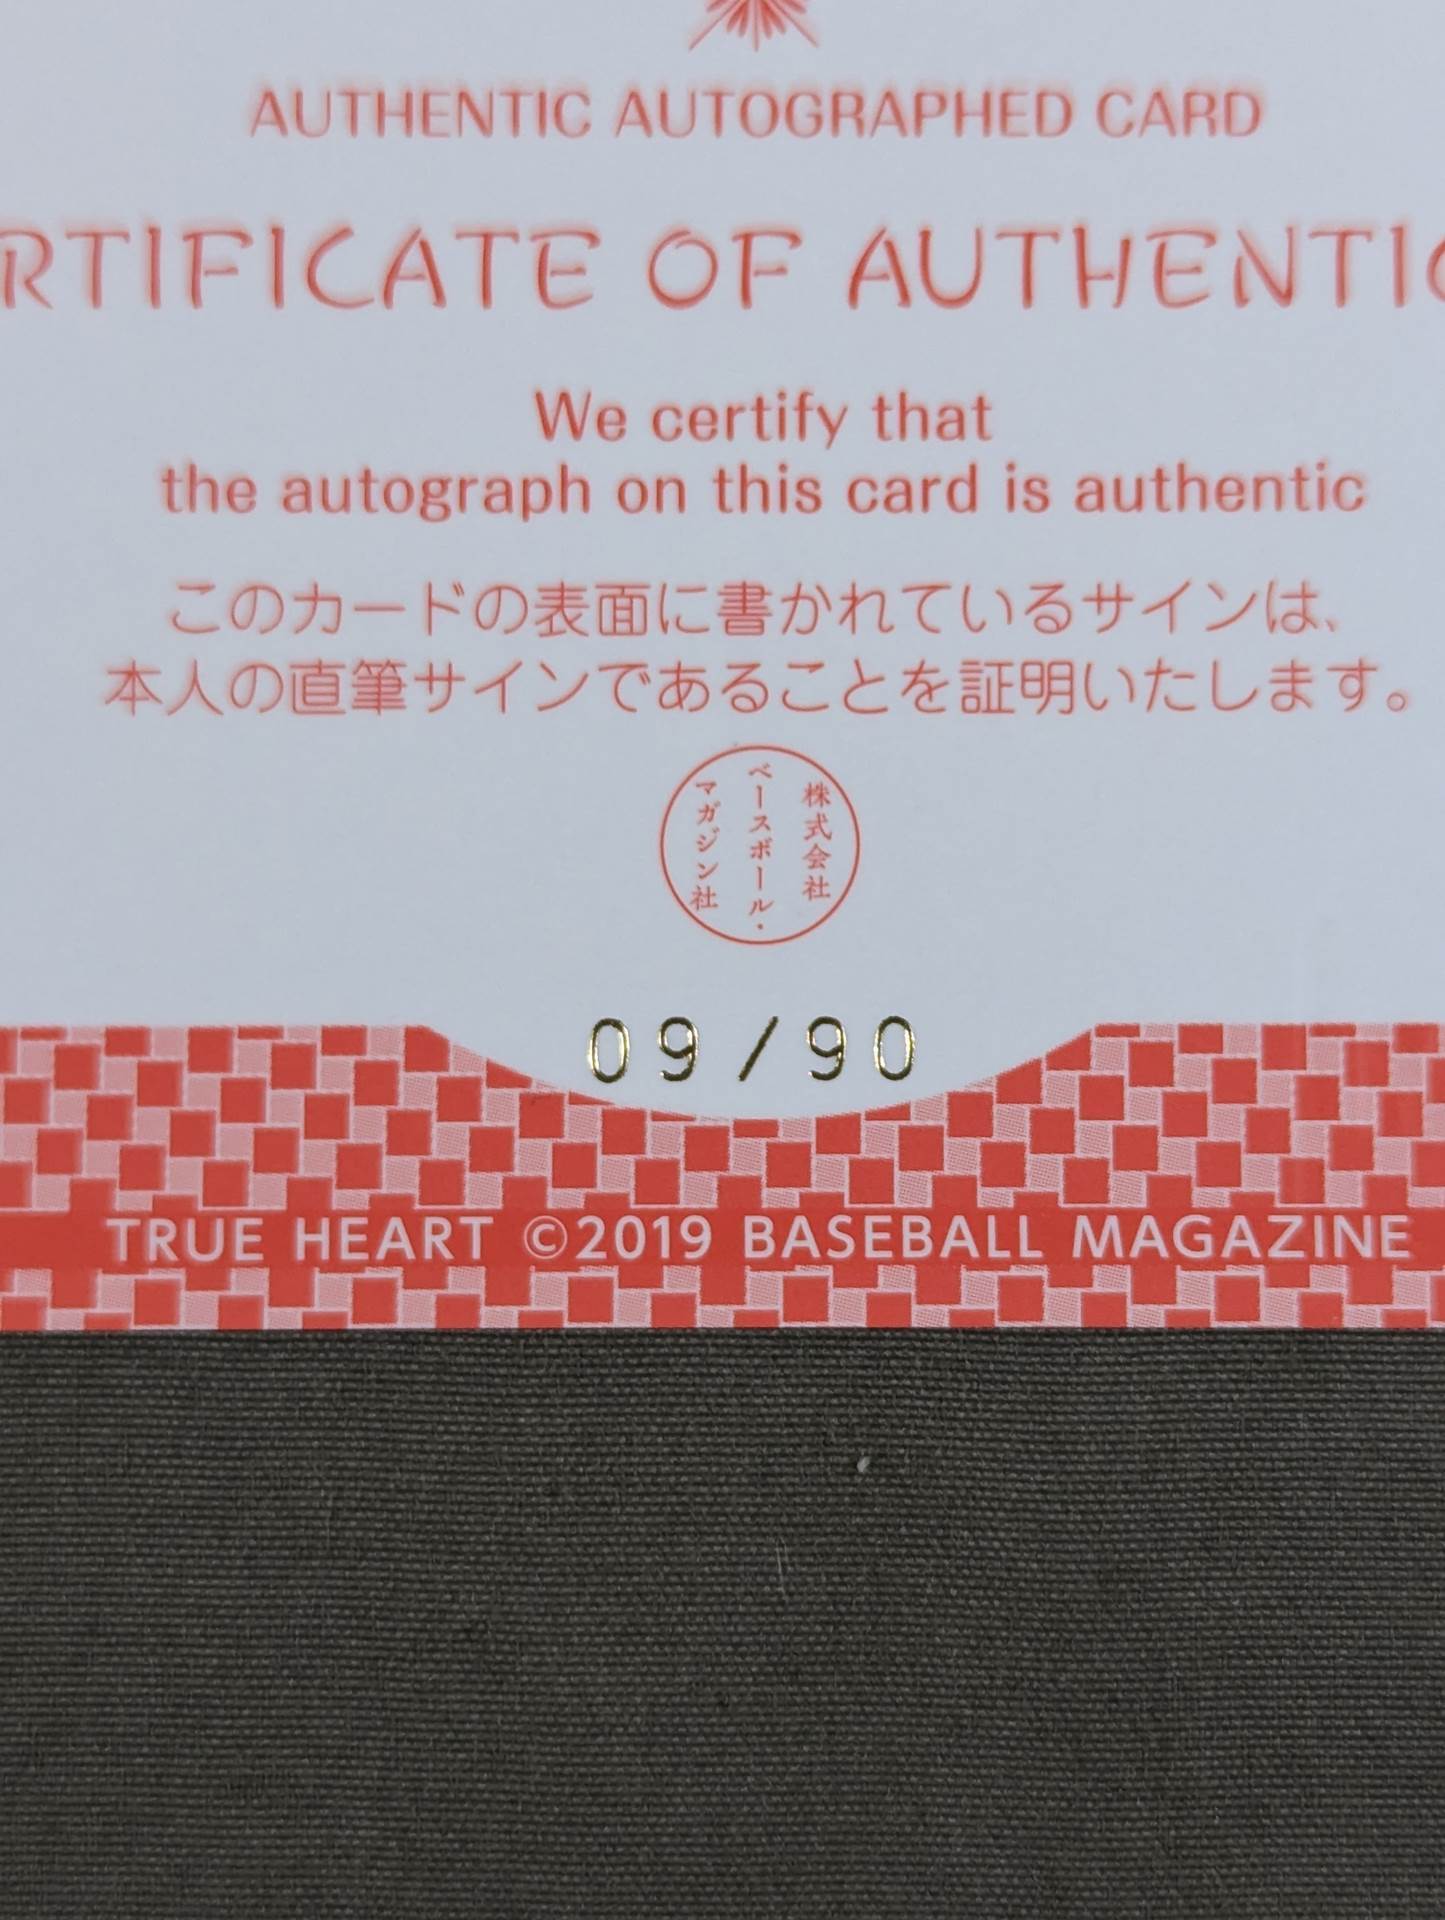 AUTHENTIC AUTOGRAPHED CARD
RTIFICATE OF AUTHENTIC
We certify that
the autograph on this card is authentic
このカードの表面に書かれているサインは、
本人の直筆サインであることを証明いたします。
株式会社
ベースボール・
マガジン社
09/90
TRUE HEART ©2019 BASEBALL MAGAZINE